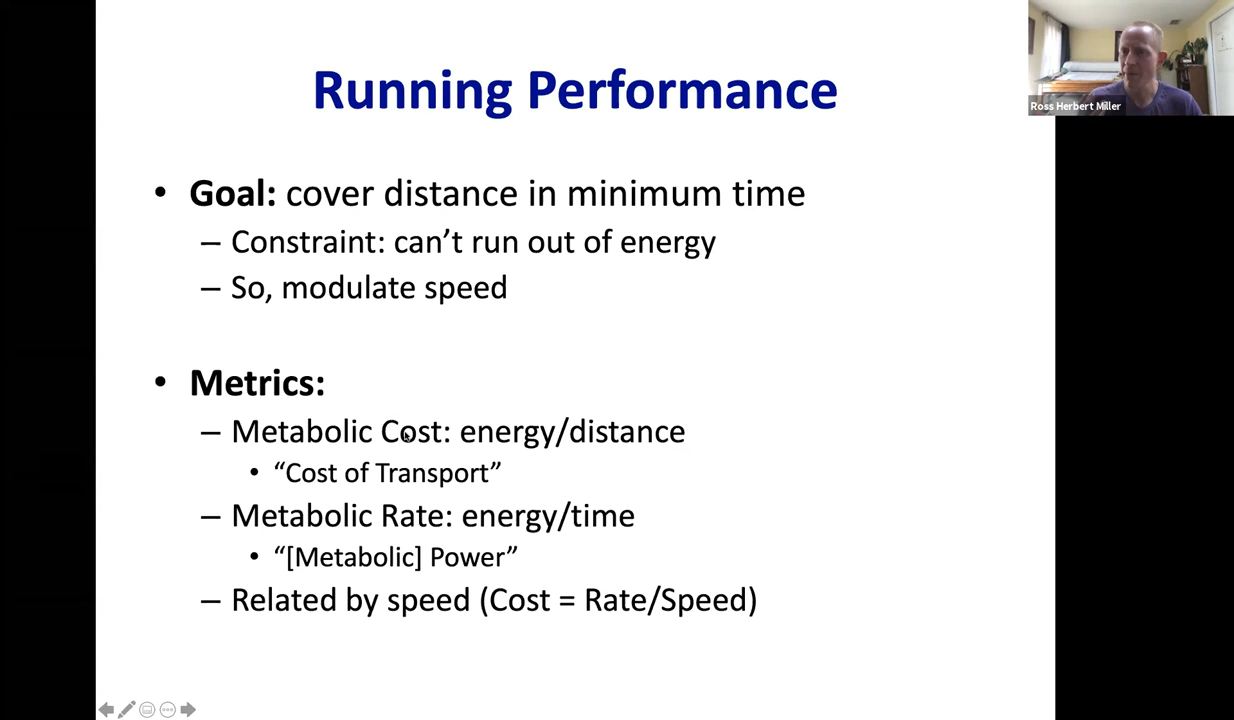 Running Performance
Ross Herbert Miller
• Goal: cover distance in minimum time
– Constraint: can’t run out of energy
– So, modulate speed
• Metrics:
– Metabolic Cost: energy/distance
• “Cost of Transport”
– Metabolic Rate: energy/time
• “[Metabolic] Power”
– Related by speed (Cost = Rate/Speed)